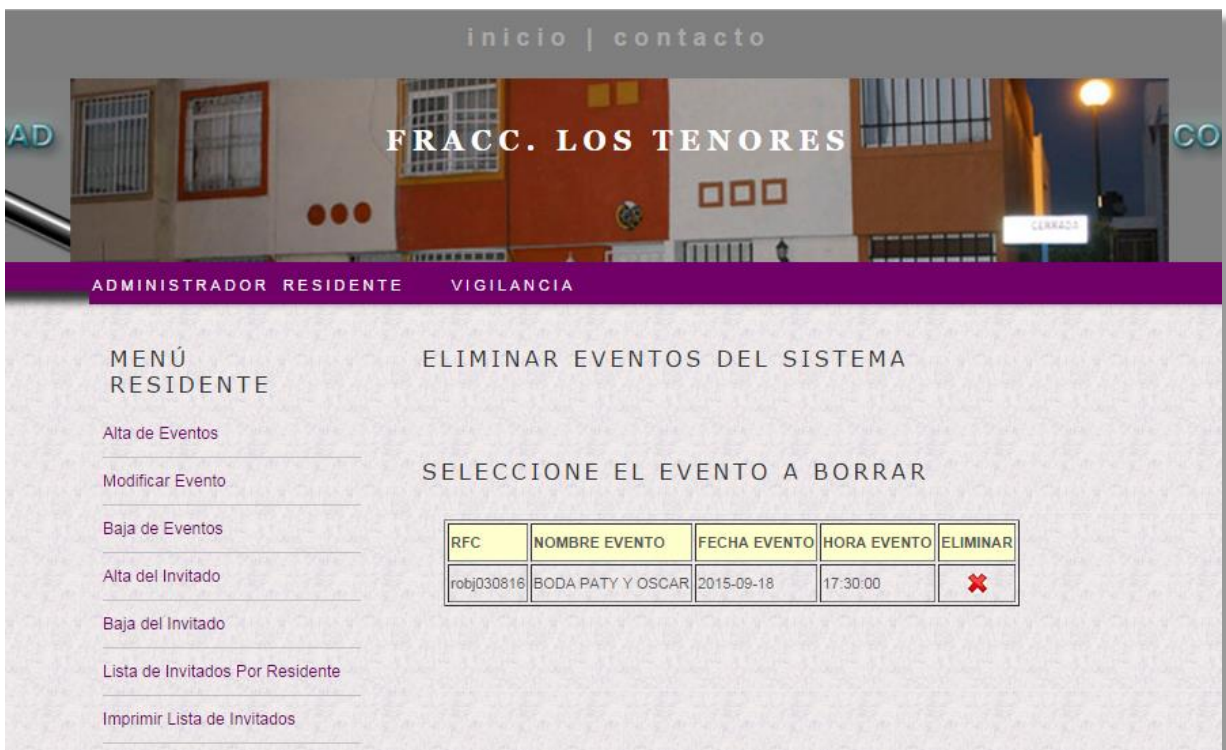 inicio | contacto
AD
FRACC. LOS TENORES
CO
CERRADA
ADMINISTRADOR RESIDENTE VIGILANCIA
MENÚ
RESIDENTE
Alta de Eventos
Modificar Evento
Baja de Eventos
Alta del Invitado
Baja del Invitado
Lista de Invitados Por Residente
Imprimir Lista de Invitados
ELIMINAR EVENTOS DEL SISTEMA
SELECCIONE EL EVENTO A BORRAR
RFC NOMBRE EVENTO FECHA EVENTO HORA EVENTO ELIMINAR
robj030816 BODA PATY Y OSCAR 2015-09-18 17:30:00